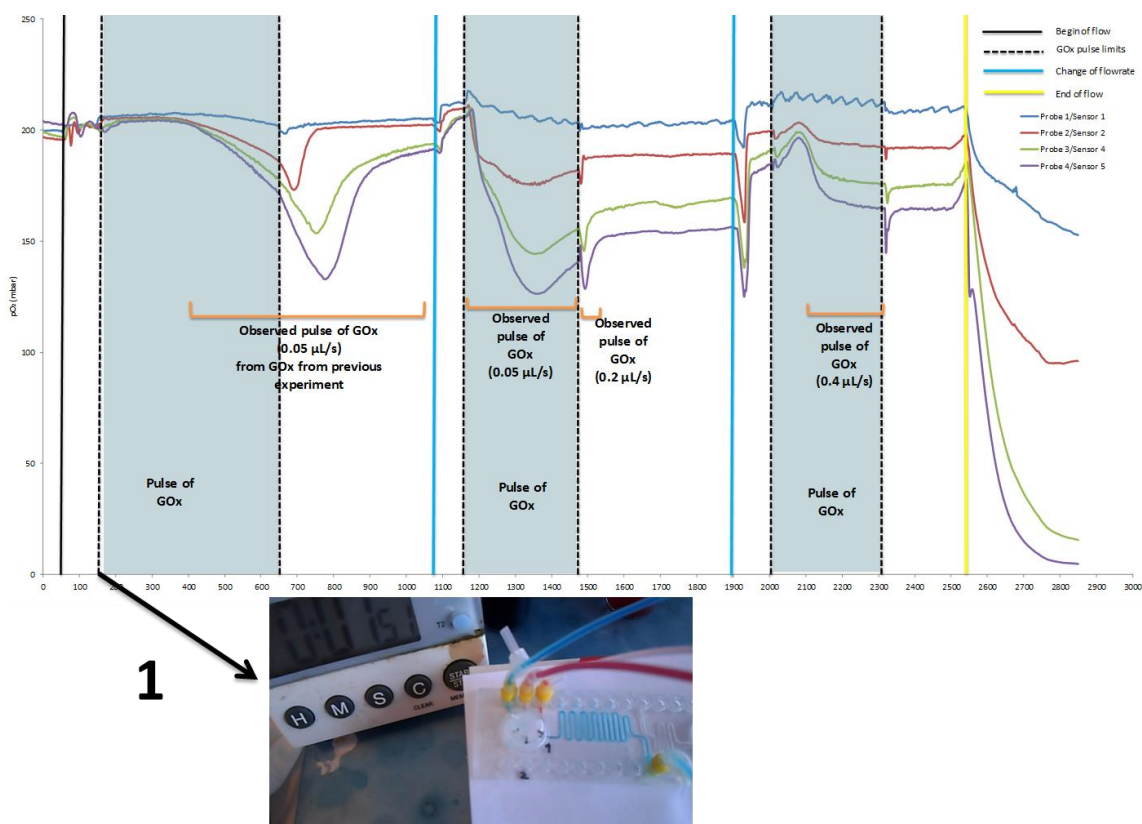 250
200
150
100
50
0
pO₂ (mbar)
Begin of flow
GOx pulse limits
Change of flowrate
End of flow
Probe 1/Sensor 1
Probe 2/Sensor 2
Probe 3/Sensor 4
Probe 4/Sensor 5
Observed pulse of GOx
(0.05 µL/s)
from GOx from previous
experiment
Observed
pulse of
GOx
(0.05 µL/s)
Observed
pulse of
GOx
(0.2 µL/s)
Observed
pulse of
GOx
(0.4 µL/s)
Pulse of
GOx
Pulse of
GOx
Pulse of
GOx
0 100 200 300 400 500 600 700 800 900 1000 1100 1200 1300 1400 1500 1600 1700 1800 1900 2000 2100 2200 2300 2400 2500 2600 2700 2800 2900 3000
1
T2
H M S C START
CLEAR
1